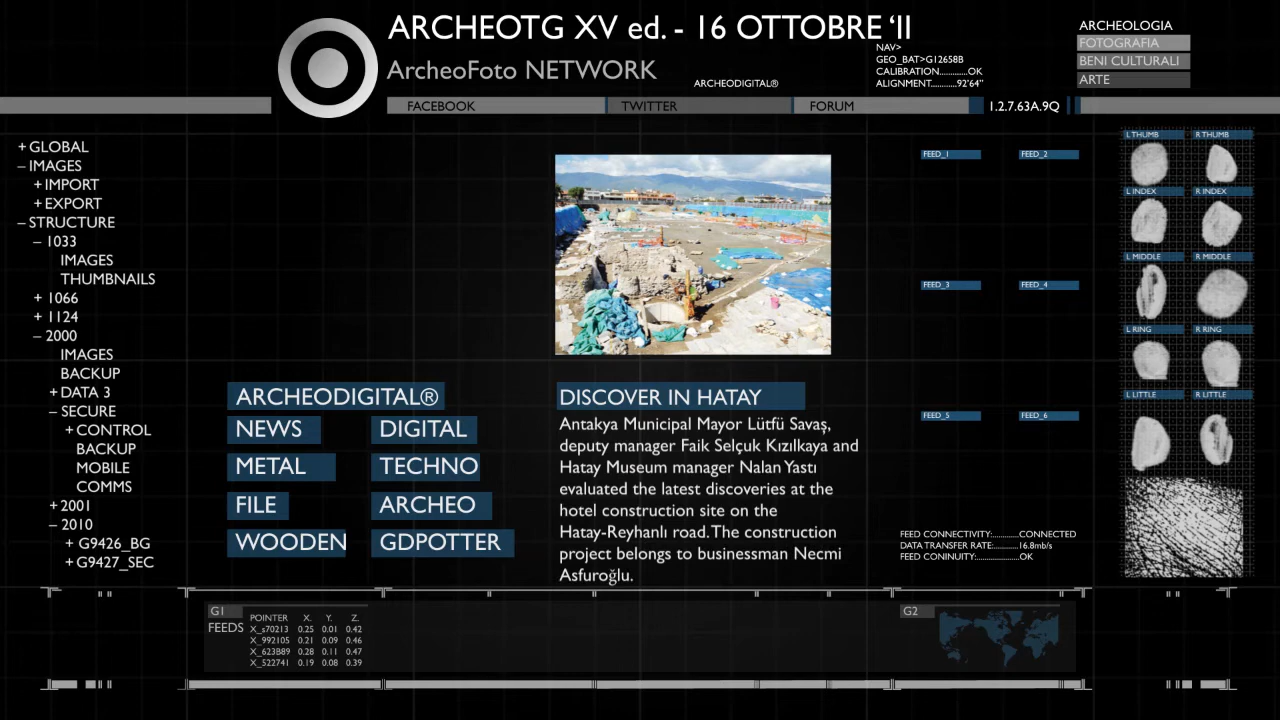 ARCHEOTG XV ed. - 16 OTTOBRE ‘II
ArcheoFoto NETWORK
ARCHEODIGITAL®
NAV>
GEO_BAT>G12658B
CALIBRATION.............OK
ALIGNMENT.........92'64"
ARCHEOLOGIA
FOTOGRAFIA
BENI CULTURALI
ARTE
FACEBOOK
TWITTER
FORUM
1.2.7.63A.9Q
+ GLOBAL
– IMAGES
+ IMPORT
+ EXPORT
– STRUCTURE
– 1033
IMAGES
THUMBNAILS
+ 1066
+ 1124
– 2000
IMAGES
BACKUP
+ DATA 3
– SECURE
+ CONTROL
BACKUP
MOBILE
COMMS
+ 2001
– 2010
+ G9426_BG
+ G9427_SEC
ARCHEODIGITAL®
NEWS DIGITAL
METAL TECHNO
FILE ARCHEO
WOODEN GDPOTTER
DISCOVER IN HATAY
Antakya Municipal Mayor Lütfü Savaş,
deputy manager Faik Selçuk Kızılkaya and
Hatay Museum manager Nalan Yastı
evaluated the latest discoveries at the
hotel construction site on the
Hatay-Reyhanlı road. The construction
project belongs to businessman Necmi
Asfuroğlu.
FEED_1 FEED_2
FEED_3 FEED_4
FEED_5 FEED_6
FEED CONNECTIVITY:............CONNECTED
DATA TRANSFER RATE:............16.8mb/s
FEED CONINUITY:.....................OK
L THUMB R THUMB
L INDEX R INDEX
L MIDDLE R MIDDLE
L RING R RING
L LITTLE R LITTLE
G1
FEEDS
POINTER X. Y. Z.
X_s70213 0.25 0.01 0.42
X_992105 0.21 0.09 0.46
X_623B89 0.28 0.11 0.47
X_522741 0.19 0.08 0.39
G2